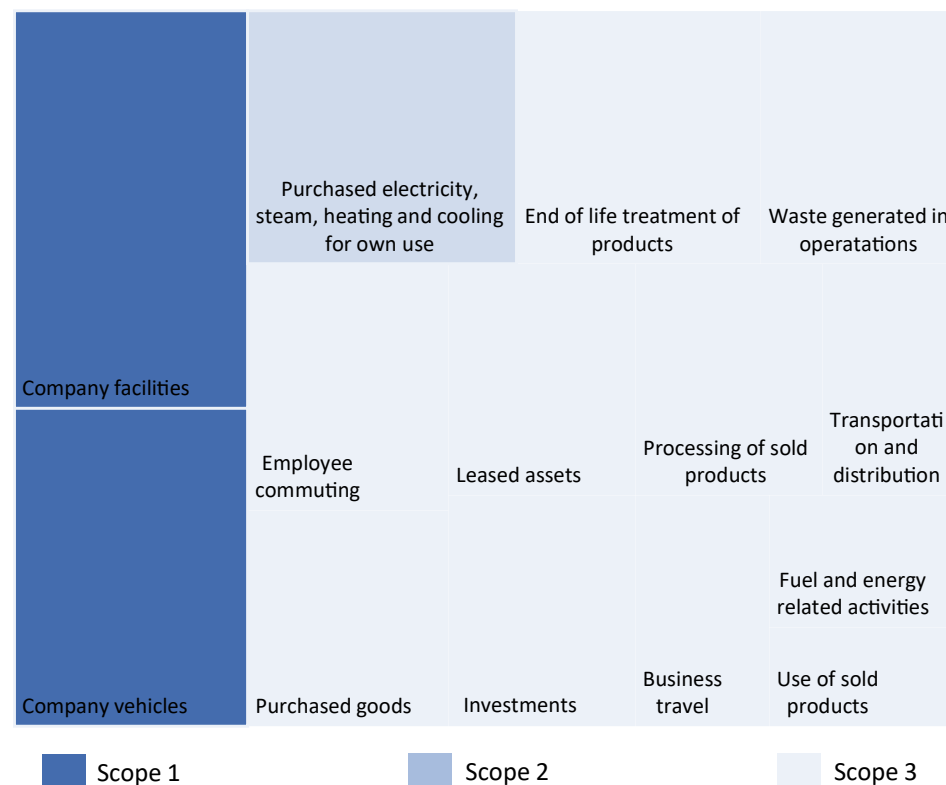 Purchased electricity,
steam, heating and cooling
for own use
End of life treatment of
products
Waste generated in
operatations
Company facilities
Employee
commuting
Leased assets
Processing of sold
products
Transportati
on and
distribution
Fuel and energy
related activities
Company vehicles
Purchased goods
Investments
Business
travel
Use of sold
products
Scope 1
Scope 2
Scope 3